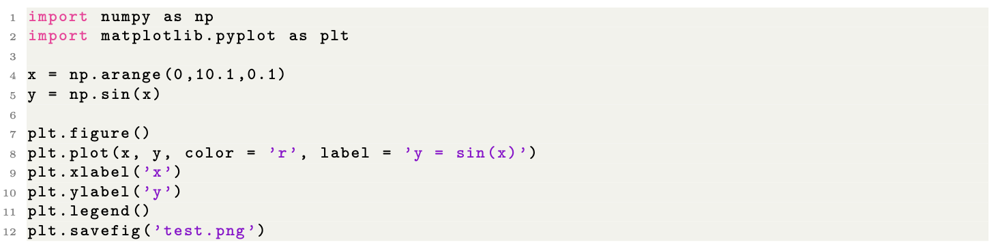 1 import numpy as np
2 import matplotlib.pyplot as plt
3
4 x = np.arange(0,10.1,0.1)
5 y = np.sin(x)
6
7 plt.figure()
8 plt.plot(x, y, color = ’r’, label = ’y = sin(x)’)
9 plt.xlabel(’x’)
10 plt.ylabel(’y’)
11 plt.legend()
12 plt.savefig(’test.png’)